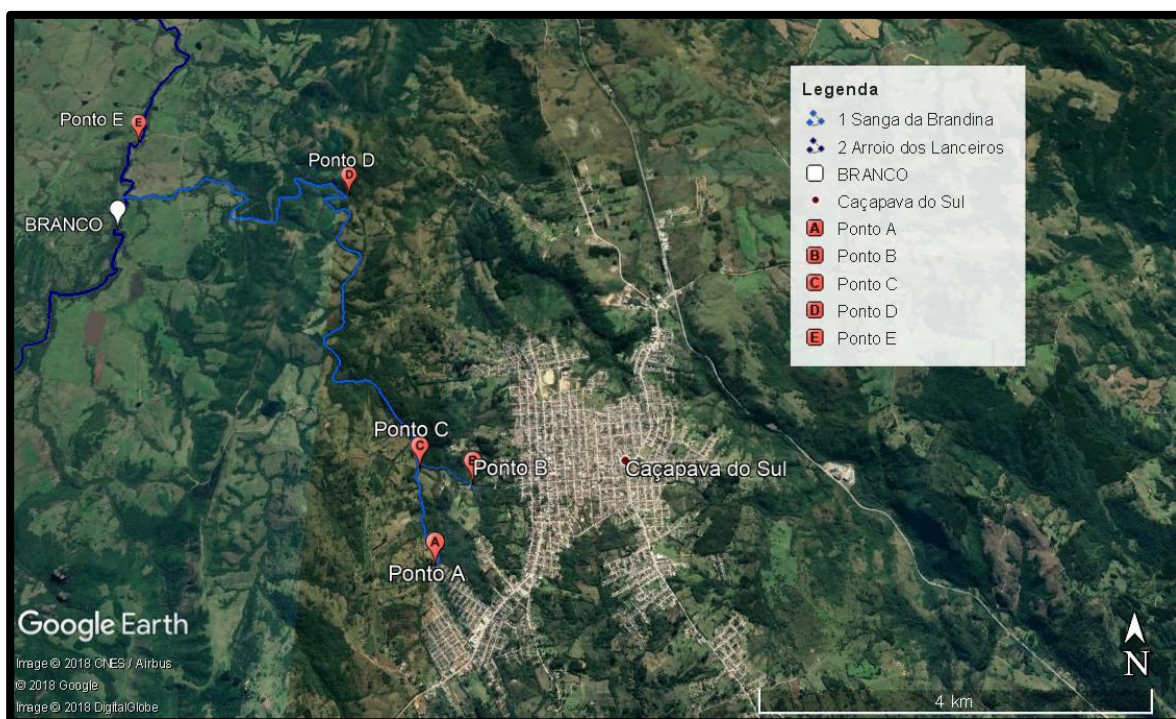 Ponto E
Ponto D
BRANCO
Ponto C
Ponto B
Caçapava do Sul
Ponto A
E
D
C
B
A
Legenda
1 Sanga da Brandina
2 Arroio dos Lanceiros
BRANCO
Caçapava do Sul
A Ponto A
B Ponto B
C Ponto C
D Ponto D
E Ponto E
Google Earth
Image © 2018 CNES / Airbus
© 2018 Google
Image © 2018 DigitalGlobe
N
4 km